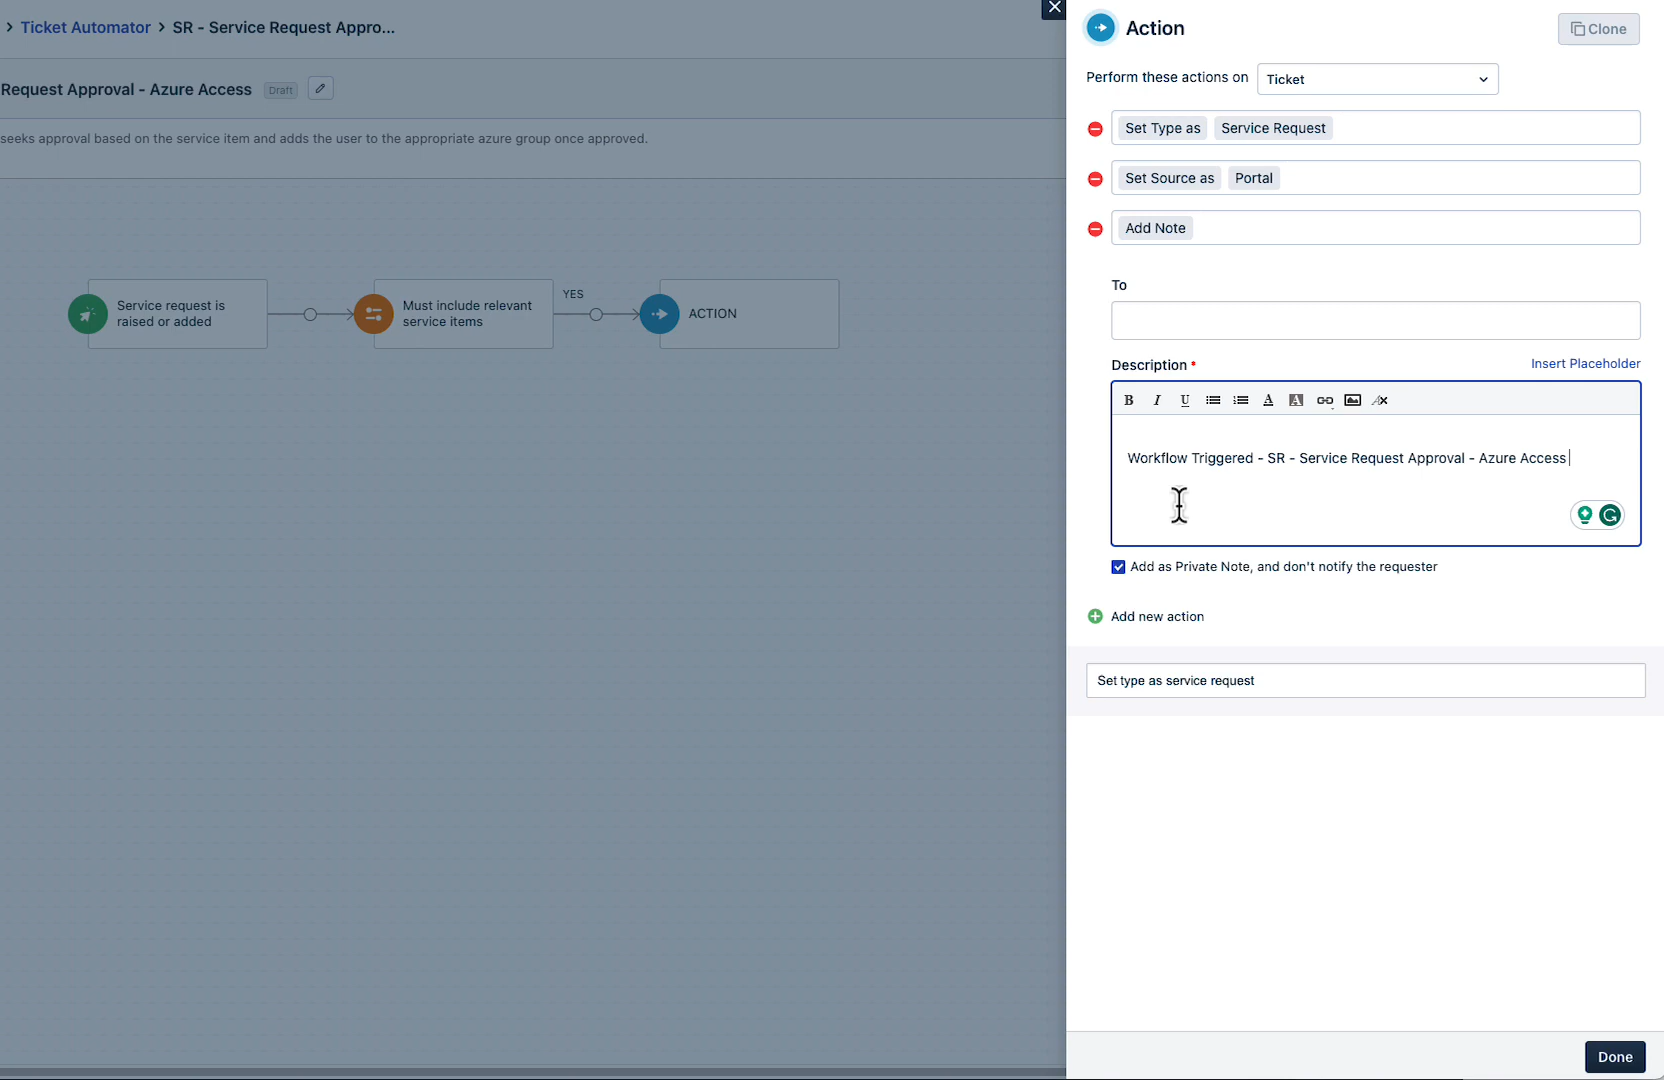 > Ticket Automator > SR - Service Request Appro...
Request Approval - Azure Access Draft
seeks approval based on the service item and adds the user to the appropriate azure group once approved.
Service request is
raised or added
Must include relevant
service items
YES
ACTION
Action
Clone
Perform these actions on Ticket
Set Type as Service Request
Set Source as Portal
Add Note
To
Description *
Insert Placeholder
B I U A A
Workflow Triggered - SR - Service Request Approval - Azure Access
Add as Private Note, and don't notify the requester
Add new action
Set type as service request
Done